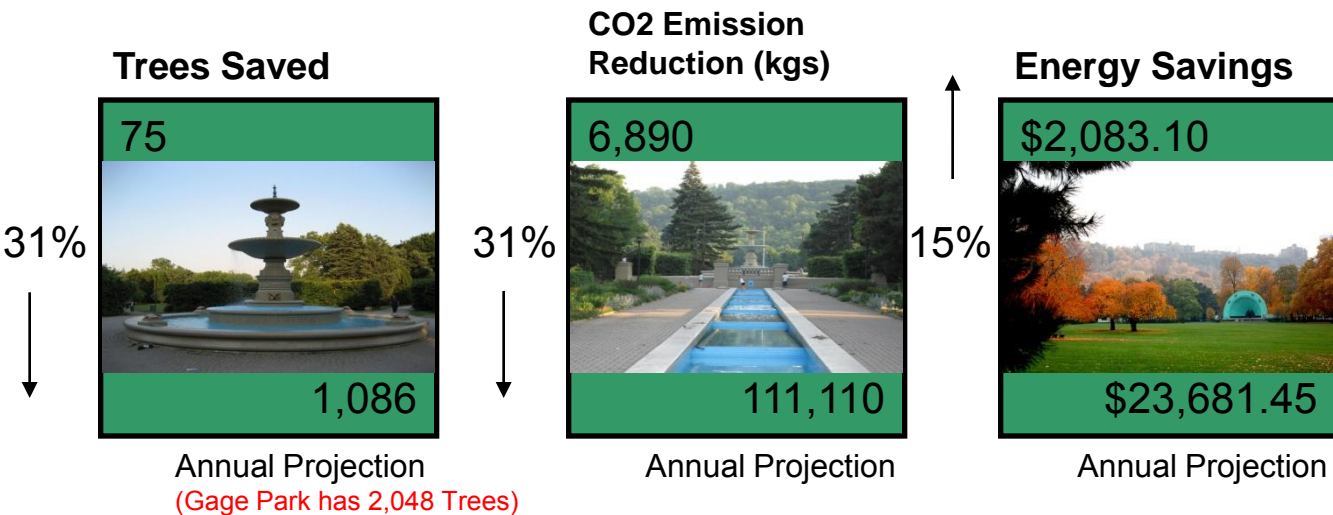 Trees Saved
75
31%
1,086
Annual Projection
(Gage Park has 2,048 Trees)
CO2 Emission
Reduction (kgs)
6,890
31%
111,110
Annual Projection
Energy Savings
$2,083.10
15%
$23,681.45
Annual Projection